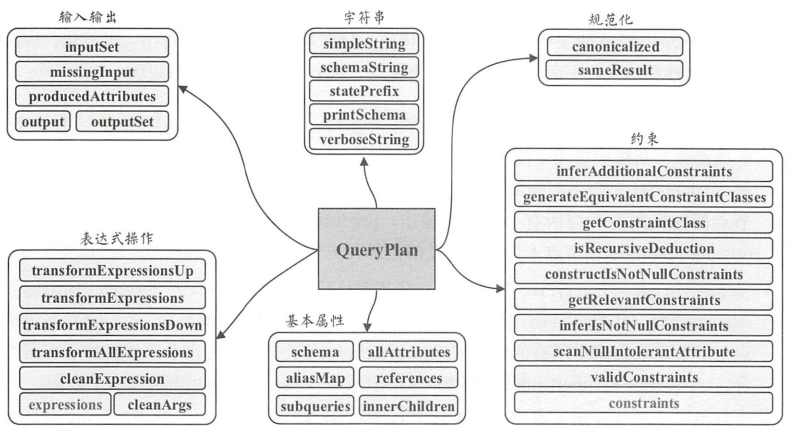 输入输出
inputSet
missingInput
producedAttributes
output outputSet
字符串
simpleString
schemaString
statePrefix
printSchema
verboseString
规范化
canonicalized
sameResult
约束
inferAdditionalConstraints
generateEquivalentConstraintClasses
getConstraintClass
isRecursiveDeduction
constructIsNotNullConstraints
getRelevantConstraints
inferIsNotNullConstraints
scanNullIntolerantAttribute
validConstraints
constraints
QueryPlan
表达式操作
transformExpressionsUp
transformExpressions
transformExpressionsDown
transformAllExpressions
cleanExpression
expressions cleanArgs
基本属性
schema allAttributes
aliasMap references
subqueries innerChildren